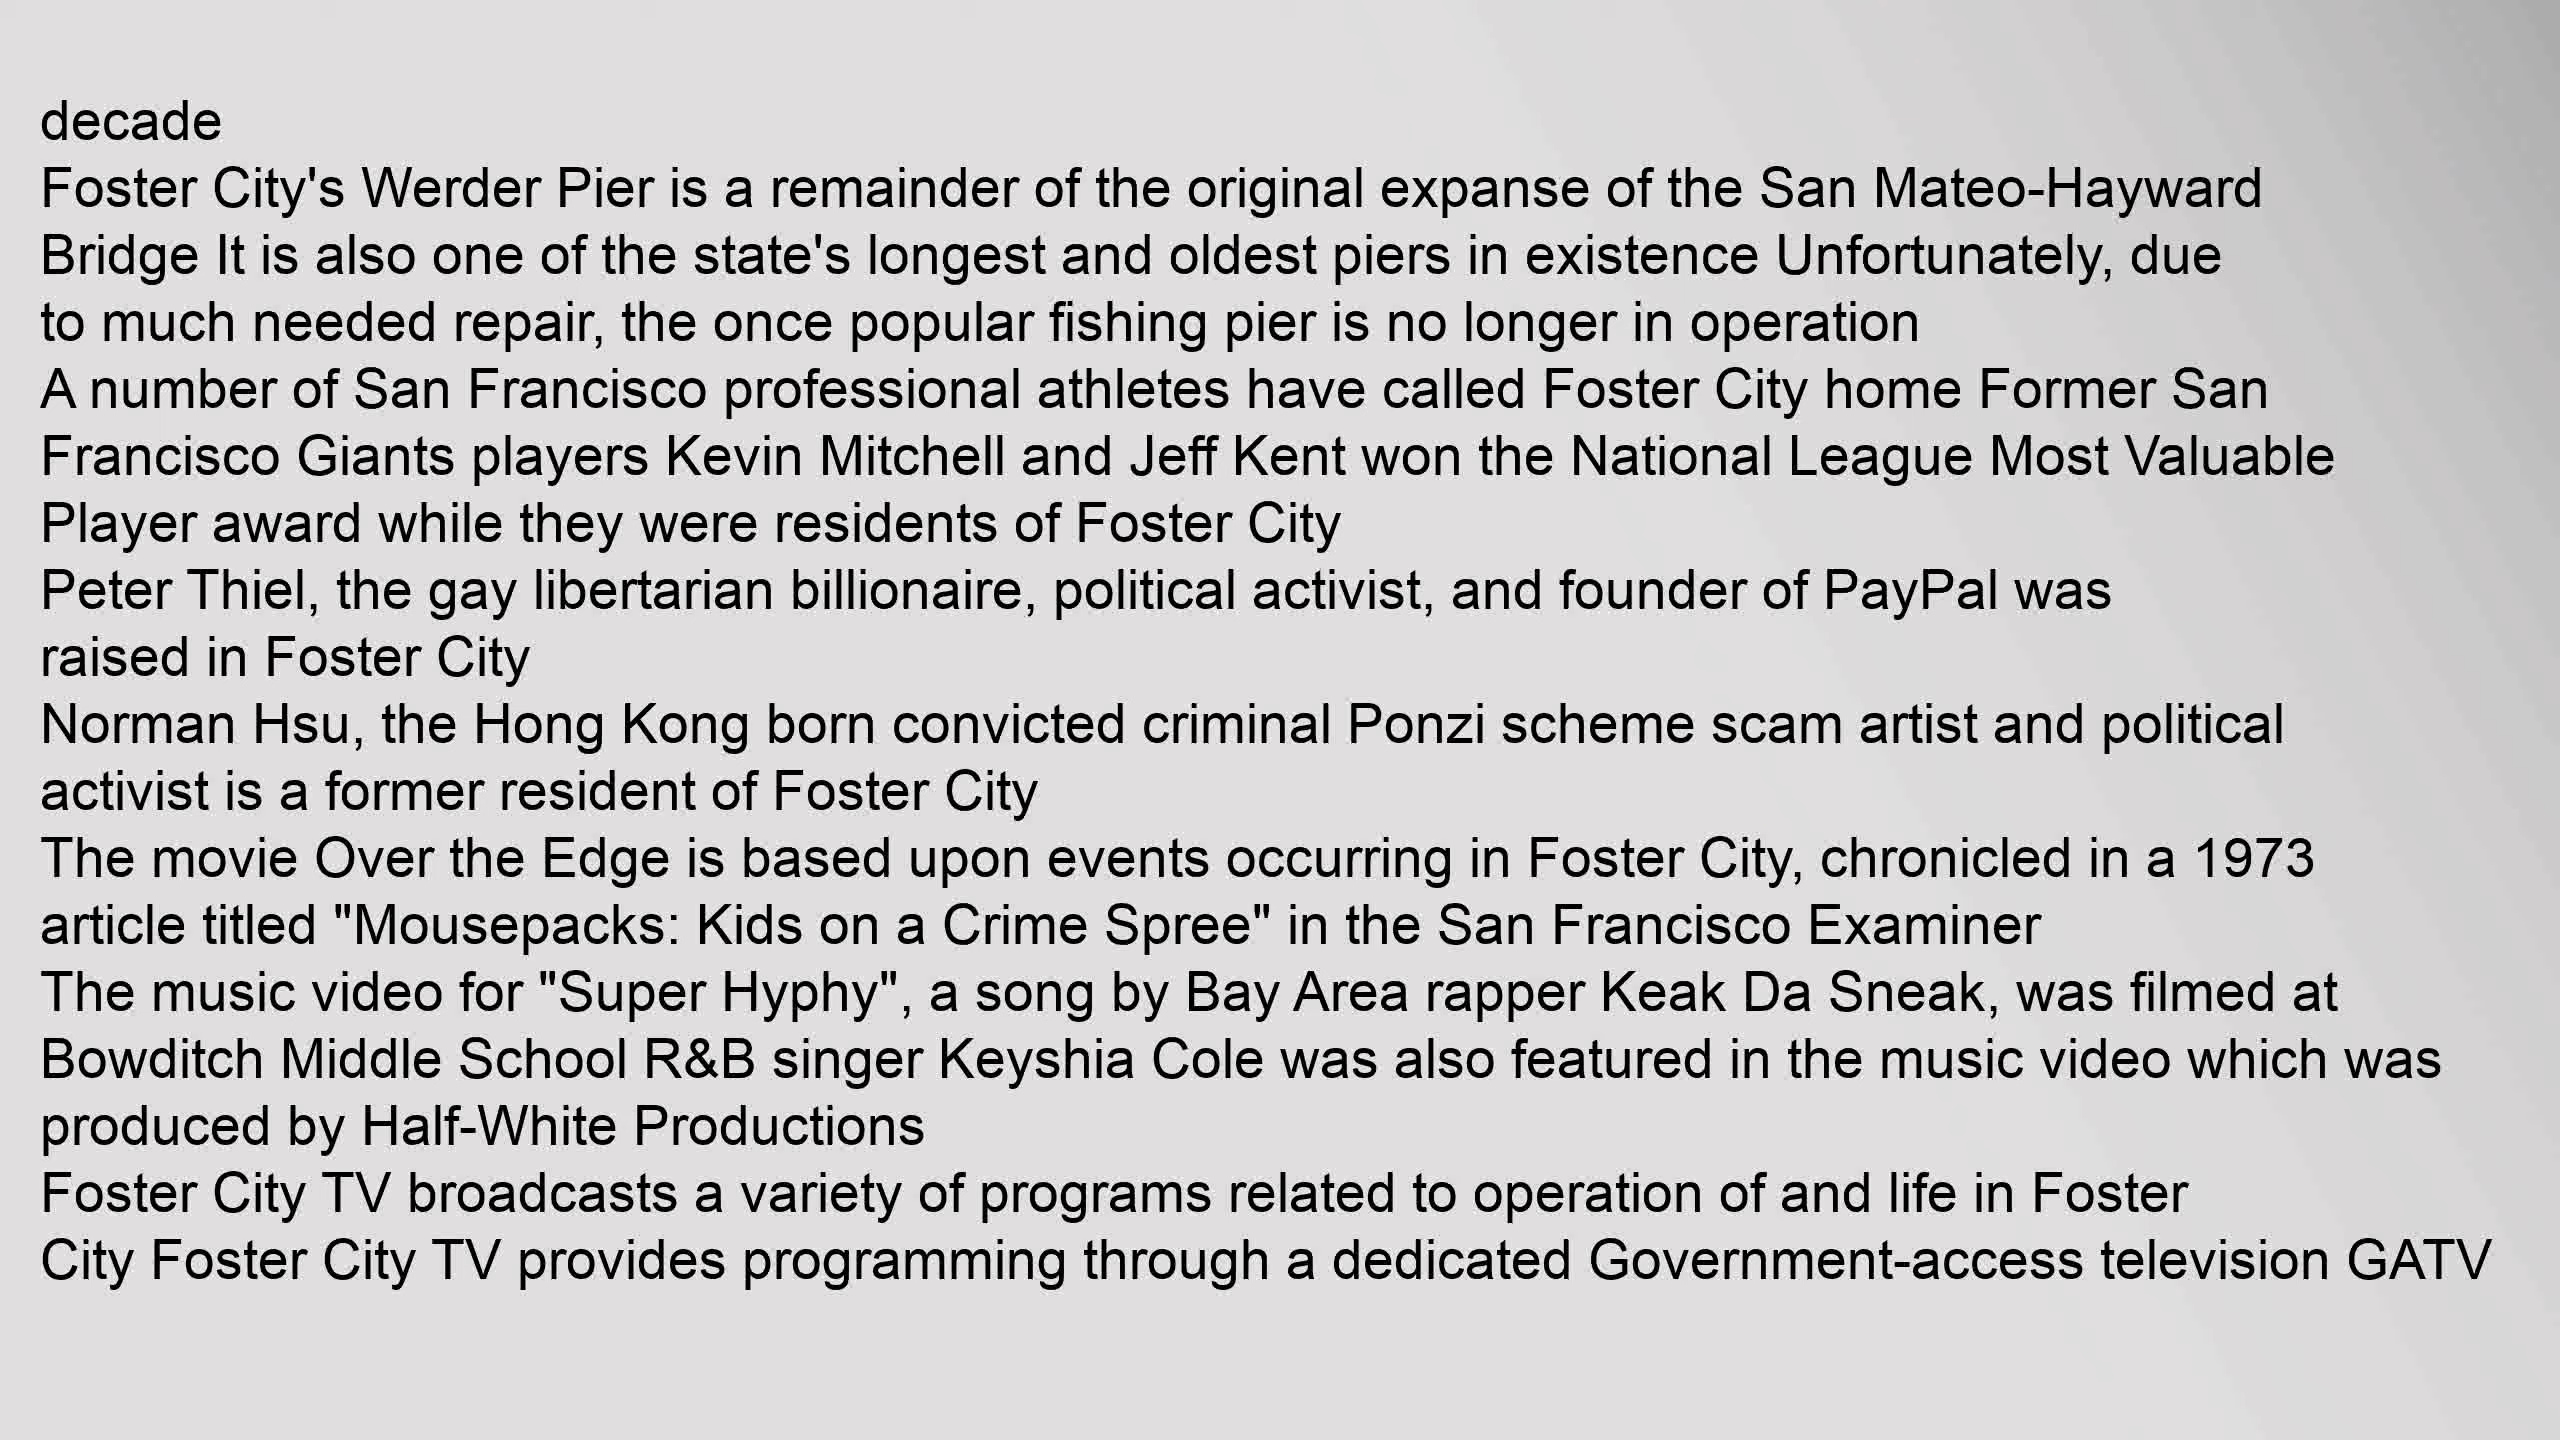 decade
Foster City's Werder Pier is a remainder of the original expanse of the San Mateo-Hayward
Bridge It is also one of the state's longest and oldest piers in existence Unfortunately, due
to much needed repair, the once popular fishing pier is no longer in operation
A number of San Francisco professional athletes have called Foster City home Former San
Francisco Giants players Kevin Mitchell and Jeff Kent won the National League Most Valuable
Player award while they were residents of Foster City
Peter Thiel, the gay libertarian billionaire, political activist, and founder of PayPal was
raised in Foster City
Norman Hsu, the Hong Kong born convicted criminal Ponzi scheme scam artist and political
activist is a former resident of Foster City
The movie Over the Edge is based upon events occurring in Foster City, chronicled in a 1973
article titled "Mousepacks: Kids on a Crime Spree" in the San Francisco Examiner
The music video for "Super Hyphy", a song by Bay Area rapper Keak Da Sneak, was filmed at
Bowditch Middle School R&B singer Keyshia Cole was also featured in the music video which was
produced by Half-White Productions
Foster City TV broadcasts a variety of programs related to operation of and life in Foster
City Foster City TV provides programming through a dedicated Government-access television GATV